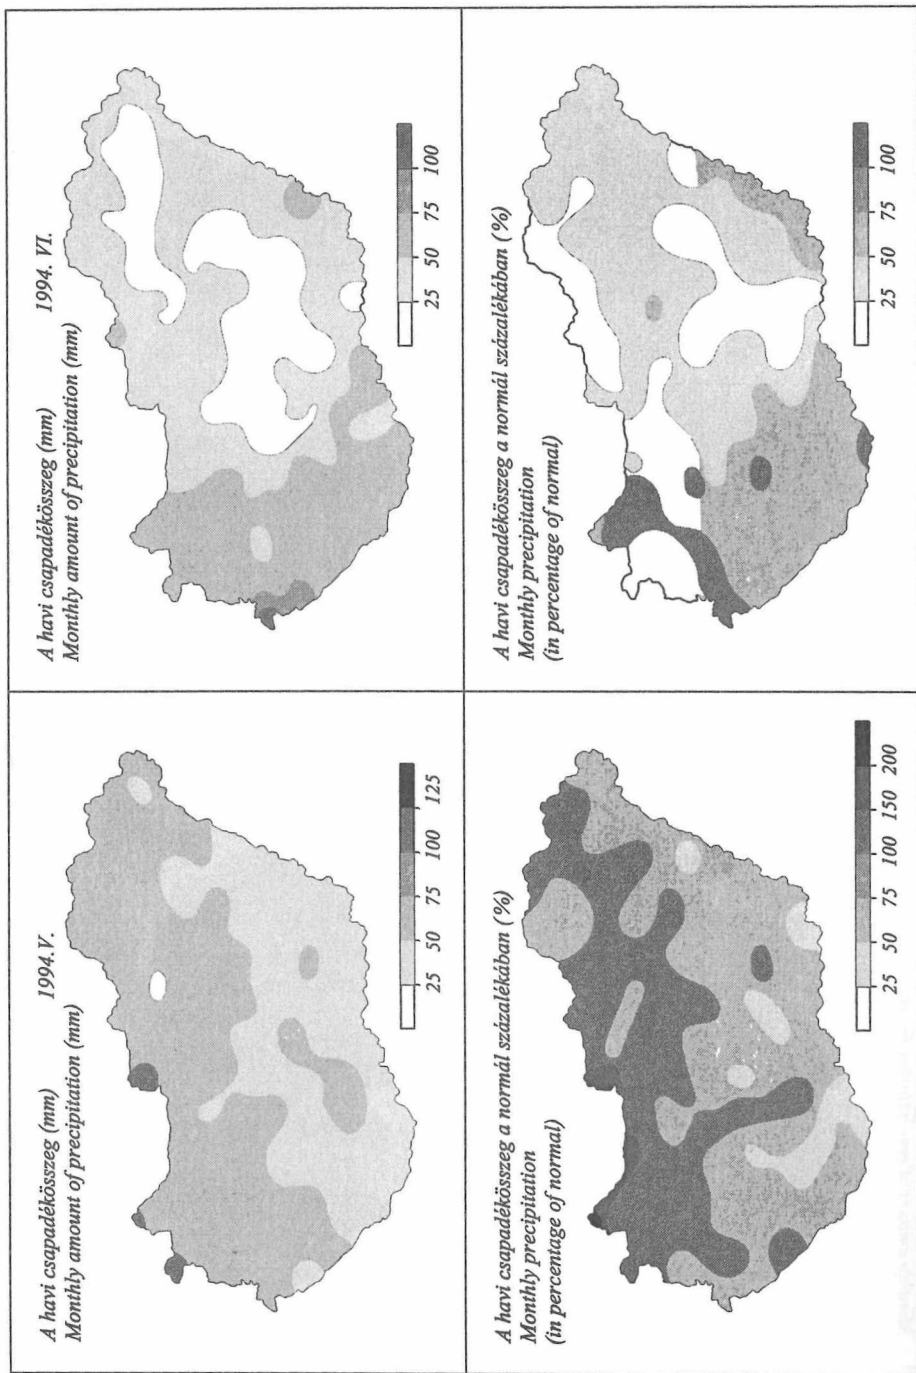 A havi csapadékösszeg (mm) 1994.V.
Monthly amount of precipitation (mm)
25 50 75 100 125
A havi csapadékösszeg (mm) 1994. VI.
Monthly amount of precipitation (mm)
25 50 75 100
A havi csapadékösszeg a normál százalékában (%)
Monthly precipitation
(in percentage of normal)
25 50 75 100 150 200
A havi csapadékösszeg a normál százalékában (%)
Monthly precipitation
(in percentage of normal)
25 50 75 100